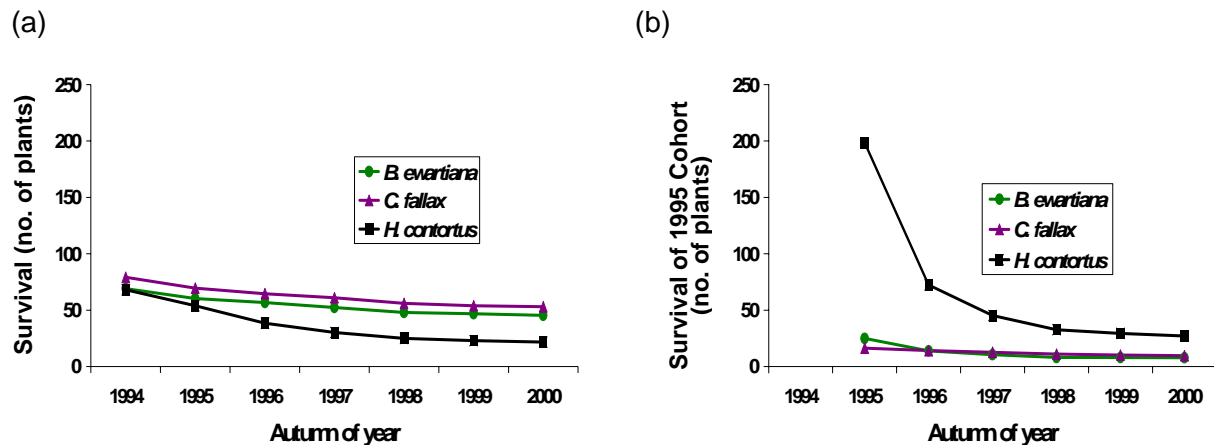 (a)
250
200
150
100
50
0
Survival (no. of plants)
B. ewartiana
C. fallax
H. contortus
1994 1995 1996 1997 1998 1999 2000
Autumn of year
(b)
250
200
150
100
50
0
Survival of 1995 Cohort
(no. of plants)
B. ewartiana
C. fallax
H. contortus
1994 1995 1996 1997 1998 1999 2000
Autumn of year